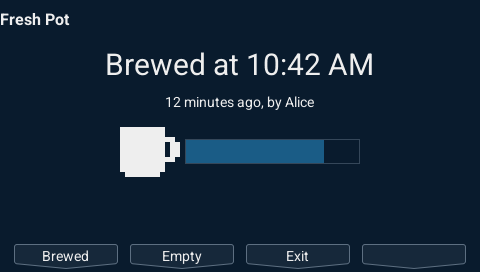 Fresh Pot
Brewed at 10:42 AM
12 minutes ago, by Alice
Brewed
Empty
Exit